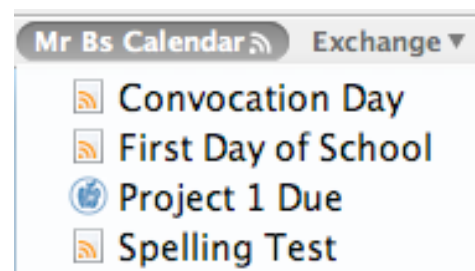 Mr Bs Calendar Exchange
Convocation Day
First Day of School
Project 1 Due
Spelling Test